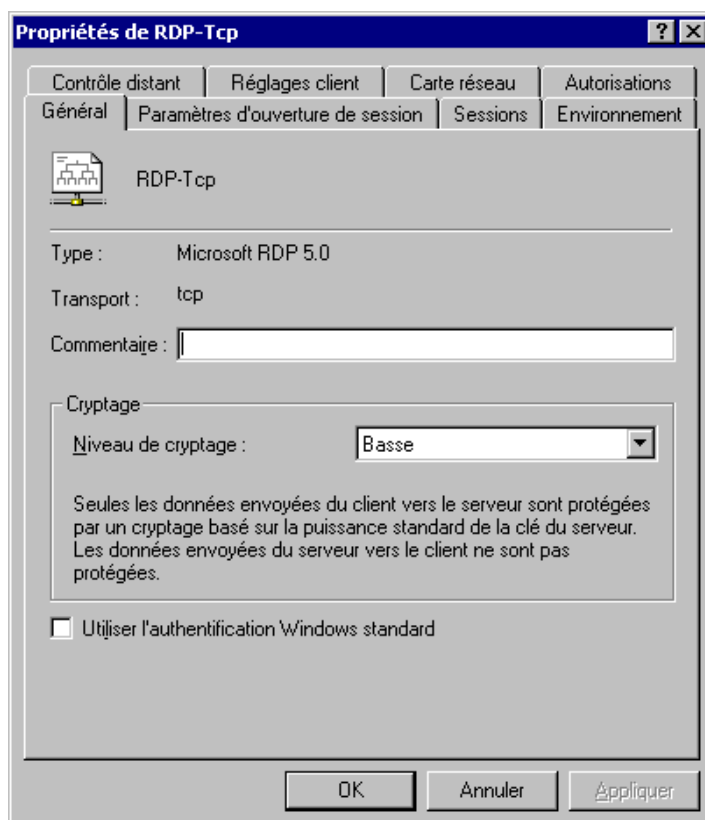 Propriétés de RDP-Tcp
Contrôle distant
Réglages client
Carte réseau
Autorisations
Général
Paramètres d'ouverture de session
Sessions
Environnement
RDP-Tcp
Type : Microsoft RDP 5.0
Transport : tcp
Commentaire :
Cryptage
Niveau de cryptage : Basse
Seules les données envoyées du client vers le serveur sont protégées
par un cryptage basé sur la puissance standard de la clé du serveur.
Les données envoyées du serveur vers le client ne sont pas
protégées.
Utiliser l'authentification Windows standard
OK
Annuler
Appliquer